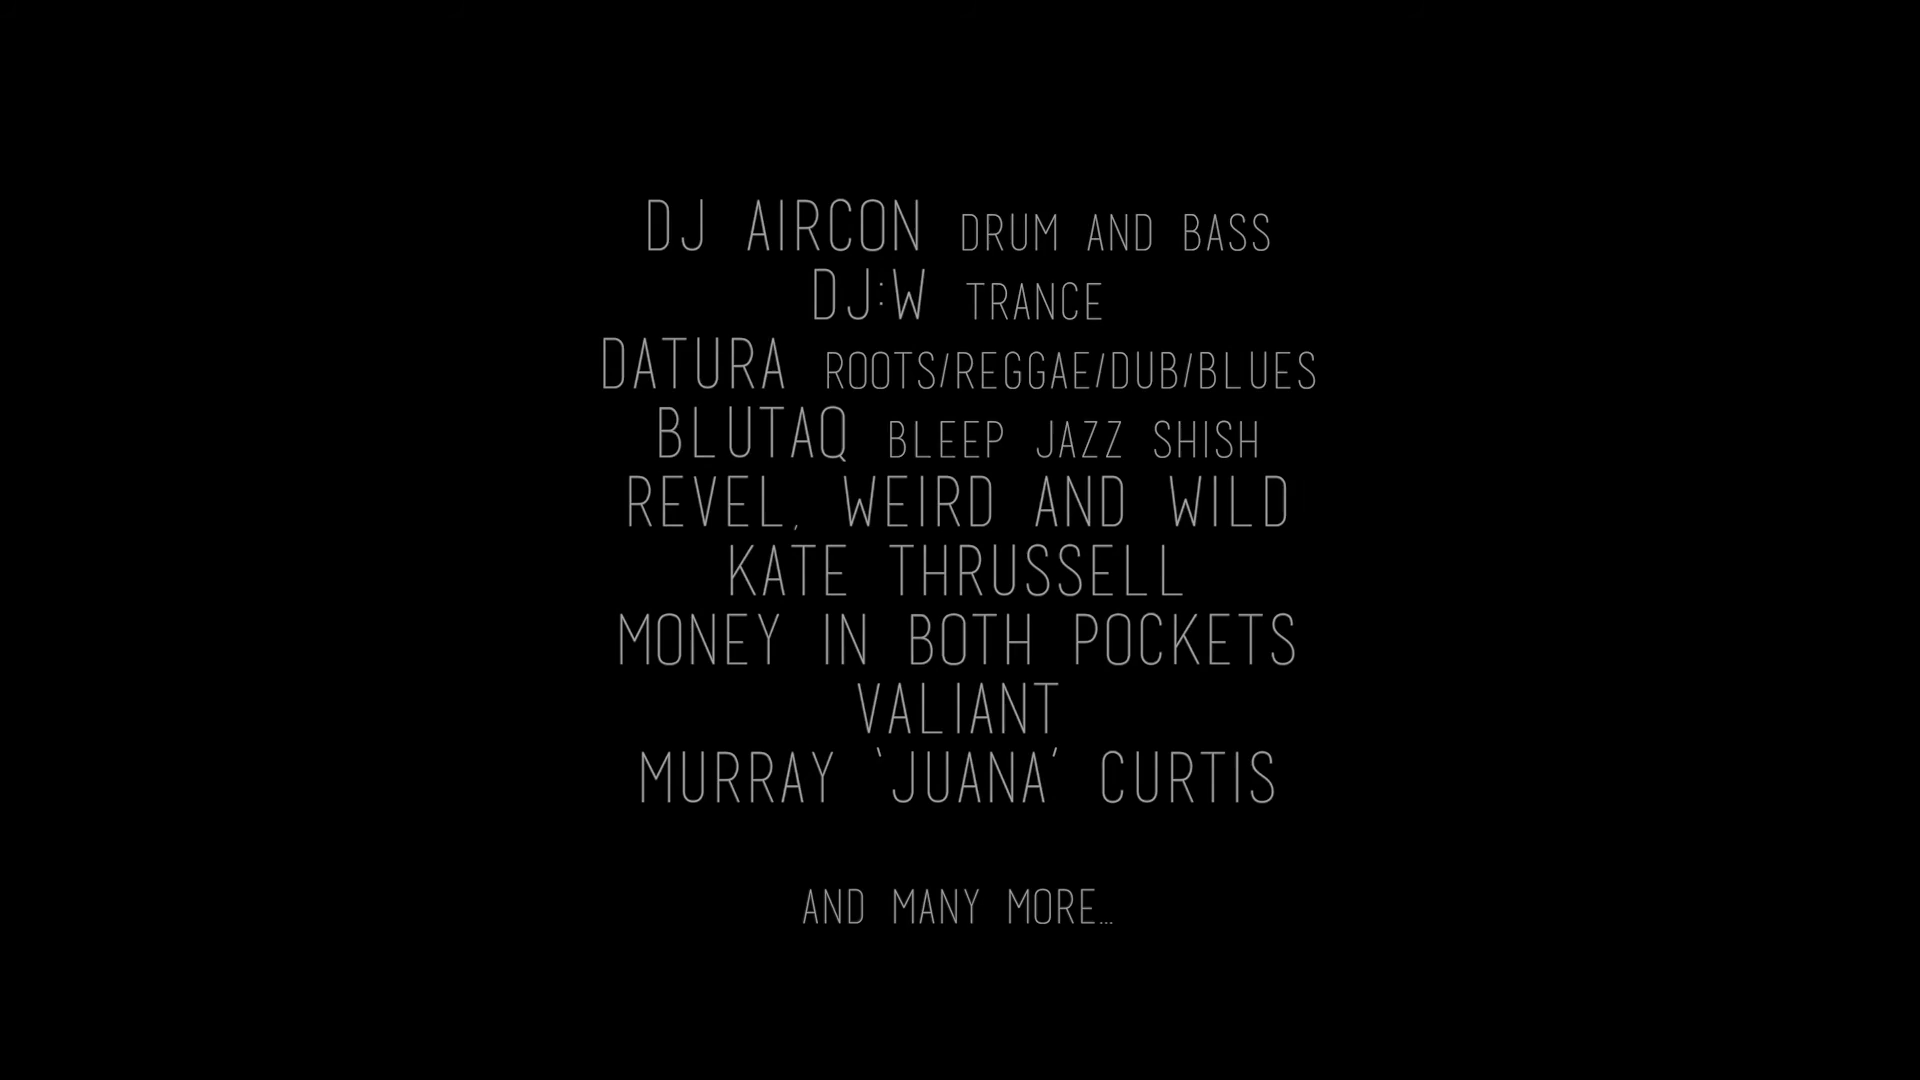 DJ AIRCON DRUM AND BASS
DJ:W TRANCE
DATURA ROOTS/REGGAE/DUB/BLUES
BLUTAQ BLEEP JAZZ SHISH
REVEL, WEIRD AND WILD
KATE THRUSSELL
MONEY IN BOTH POCKETS
VALIANT
MURRAY ‘JUANA’ CURTIS
AND MANY MORE...